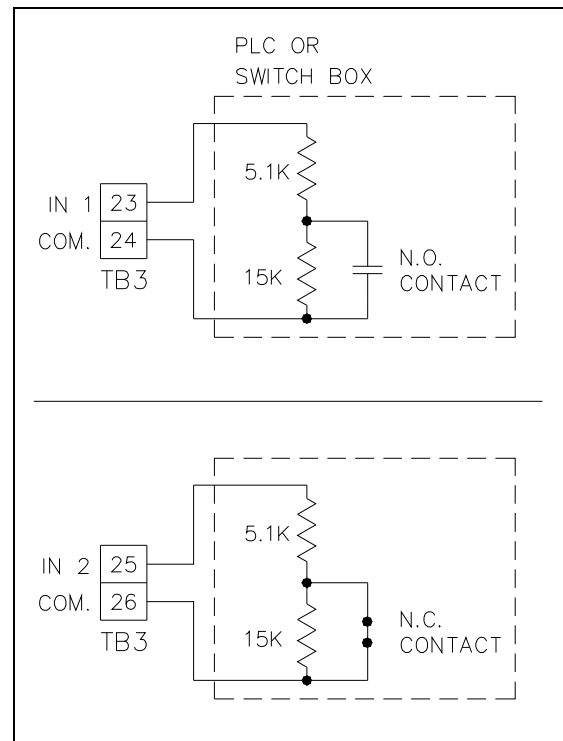 PLC OR
SWITCH BOX
5.1K
IN 1 23
COM. 24
TB3
15K
N.O.
CONTACT
5.1K
IN 2 25
COM. 26
TB3
15K
N.C.
CONTACT